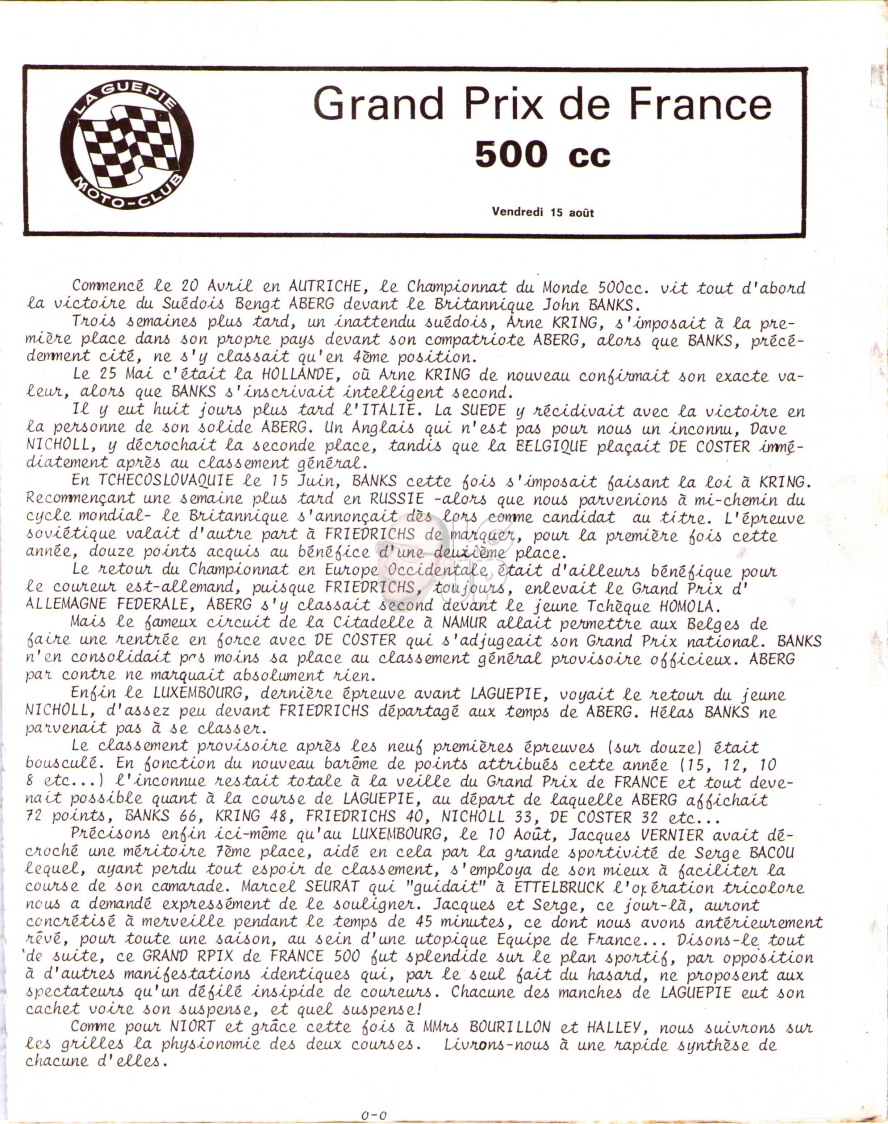 LAGUEPIE
MOTO-CLUB
Grand Prix de France
500 cc
Vendredi 15 août
Commencé le 20 Avril en AUTRICHE, le Championnat du Monde 500cc. vit tout d'abord
la victoire du Suédois Bengt ABERG devant le Britannique John BANKS.
Trois semaines plus tard, un inattendu suédois, Arne KRING, s'imposait à la pre-
mière place dans son propre pays devant son compatriote ABERG, alors que BANKS, précé-
demment cité, ne s'y classait qu'en 4ème position.
Le 25 Mai c'était la HOLLANDE, où Arne KRING de nouveau confirmait son exacte va-
leur, alors que BANKS s'inscrivait intelligent second.
Il y eut huit jours plus tard l'ITALIE. La SUEDE y récidivait avec la victoire en
la personne de son solide ABERG. Un Anglais qui n'est pas pour nous un inconnu, Dave
NICHOLL, y décrochait la seconde place, tandis que la BELGIQUE plaçait DE COSTER immé-
diatement après au classement général.
En TCHECOSLOVAQUIE le 15 Juin, BANKS cette fois s'imposait faisant la loi à KRING.
Recommençant une semaine plus tard en RUSSIE -alors que nous parvenions à mi-chemin du
cycle mondial- le Britannique s'annonçait dès lors comme candidat au titre. L'épreuve
soviétique valait d'autre part à FRIEDRICHS de marquer, pour la première fois cette
année, douze points acquis au bénéfice d'une deuxième place.
Le retour du Championnat en Europe Occidentale était d'ailleurs bénéfique pour
le coureur est-allemand, puisque FRIEDRICHS, toujours, enlevait le Grand Prix d'
ALLEMAGNE FEDERALE, ABERG s'y classait second devant le jeune Tchèque HOMOLA.
Mais le fameux circuit de la Citadelle à NAMUR allait permettre aux Belges de
faire une rentrée en force avec DE COSTER qui s'adjugeait son Grand Prix national. BANKS
n'en consolidait pas moins sa place au classement général provisoire officieux. ABERG
par contre ne marquait absolument rien.
Enfin le LUXEMBOURG, dernière épreuve avant LAGUEPIE, voyait le retour du jeune
NICHOLL, d'assez peu devant FRIEDRICHS départagé aux temps de ABERG. Hélas BANKS ne
parvenait pas à se classer.
Le classement provisoire après les neuf premières épreuves (sur douze) était
bousculé. En fonction du nouveau barême de points attribués cette année (15, 12, 10
8 etc...) l'inconnue restait totale à la veille du Grand Prix de FRANCE et tout deve-
nait possible quant à la course de LAGUEPIE, au départ de laquelle ABERG affichait
72 points, BANKS 66, KRING 48, FRIEDRICHS 40, NICHOLL 33, DE COSTER 32 etc...
Précisons enfin ici-même qu'au LUXEMBOURG, le 10 Août, Jacques VERNIER avait dé-
croché une méritoire 7ème place, aidé en cela par la grande sportivité de Serge BACOU
lequel, ayant perdu tout espoir de classement, s'employa de son mieux à faciliter la
course de son camarade. Marcel SEURAT qui "guidait" à ETTELBRUCK l'opération tricolore
nous a demandé expressément de le souligner. Jacques et Serge, ce jour-là, auront
concrétisé à merveille pendant le temps de 45 minutes, ce dont nous avons antérieurement
rêvé, pour toute une saison, au sein d'une utopique Equipe de France... Disons-le tout
de suite, ce GRAND RPIX de FRANCE 500 fut splendide sur le plan sportif, par opposition
à d'autres manifestations identiques qui, par le seul fait du hasard, ne proposent aux
spectateurs qu'un défilé insipide de coureurs. Chacune des manches de LAGUEPIE eut son
cachet voire son suspense, et quel suspense!
Comme pour NIORT et grâce cette fois à MMrs BOURILLON et HALLEY, nous suivrons sur
les grilles la physionomie des deux courses. Livrons-nous à une rapide synthèse de
chacune d'elles.
o-o